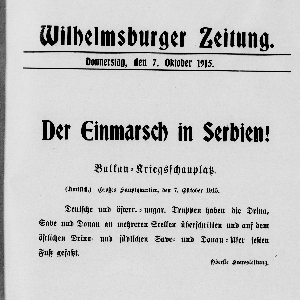 Wilhelmsburger Zeitung.
Donnerstag, den 7. Oktober 1915.
Der Einmarsch in Serbien!
Balkan-Kriegsschauplatz.
(Amtlich.) Großes Hauptquartier, den 7. Oktober 1915.
Deutsche und österr.-ungar. Truppen haben die Drina,
Save und Donau an mehreren Stellen überschritten und auf dem
östlichen Drina- und südlichen Save- und Donau-Ufer festen
Fuß gefaßt.
Oberste Heeresleitung.